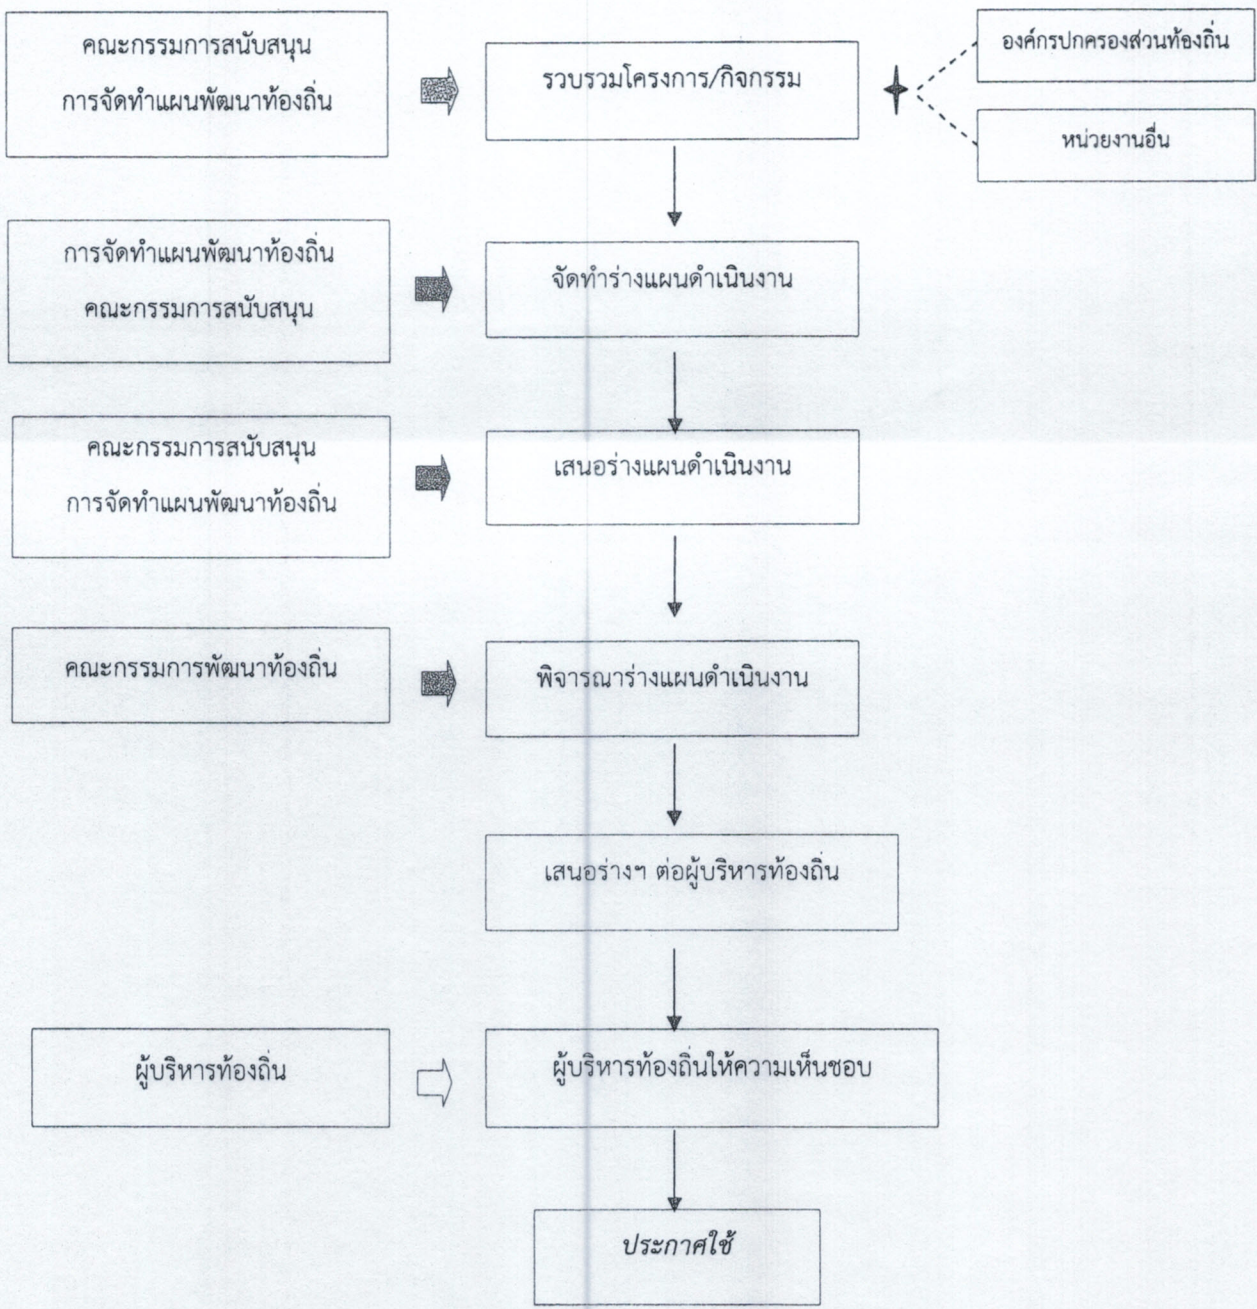 คณะกรรมการสนับสนุน
การจัดทำแผนพัฒนาท้องถิ่น
รวบรวมโครงการ/กิจกรรม
องค์กรปกครองส่วนท้องถิ่น
หน่วยงานอื่น
การจัดทำแผนพัฒนาท้องถิ่น
คณะกรรมการสนับสนุน
จัดทำร่างแผนดำเนินงาน
คณะกรรมการสนับสนุน
การจัดทำแผนพัฒนาท้องถิ่น
เสนอร่างแผนดำเนินงาน
คณะกรรมการพัฒนาท้องถิ่น
พิจารณาร่างแผนดำเนินงาน
เสนอร่างฯ ต่อผู้บริหารท้องถิ่น
ผู้บริหารท้องถิ่น
ผู้บริหารท้องถิ่นให้ความเห็นชอบ
ประกาศใช้